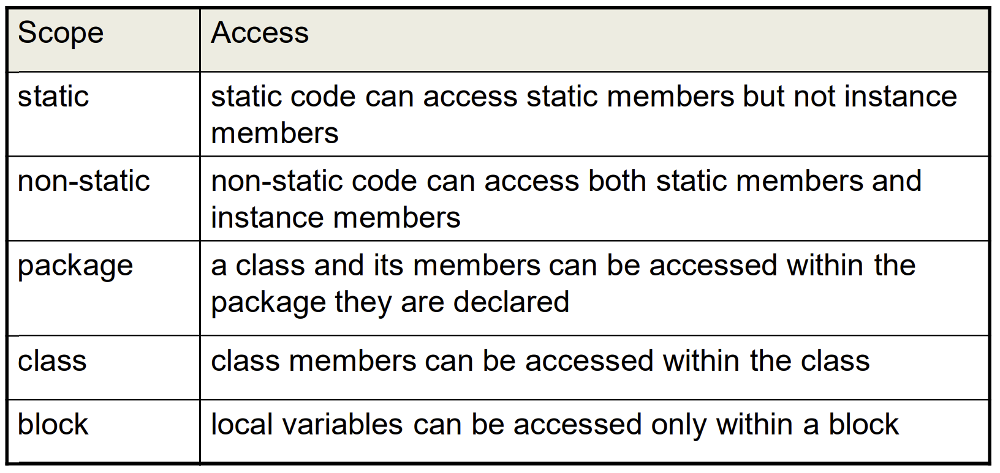 Scope Access
static static code can access static members but not instance
members
non-static non-static code can access both static members and
instance members
package a class and its members can be accessed within the
package they are declared
class class members can be accessed within the class
block local variables can be accessed only within a block